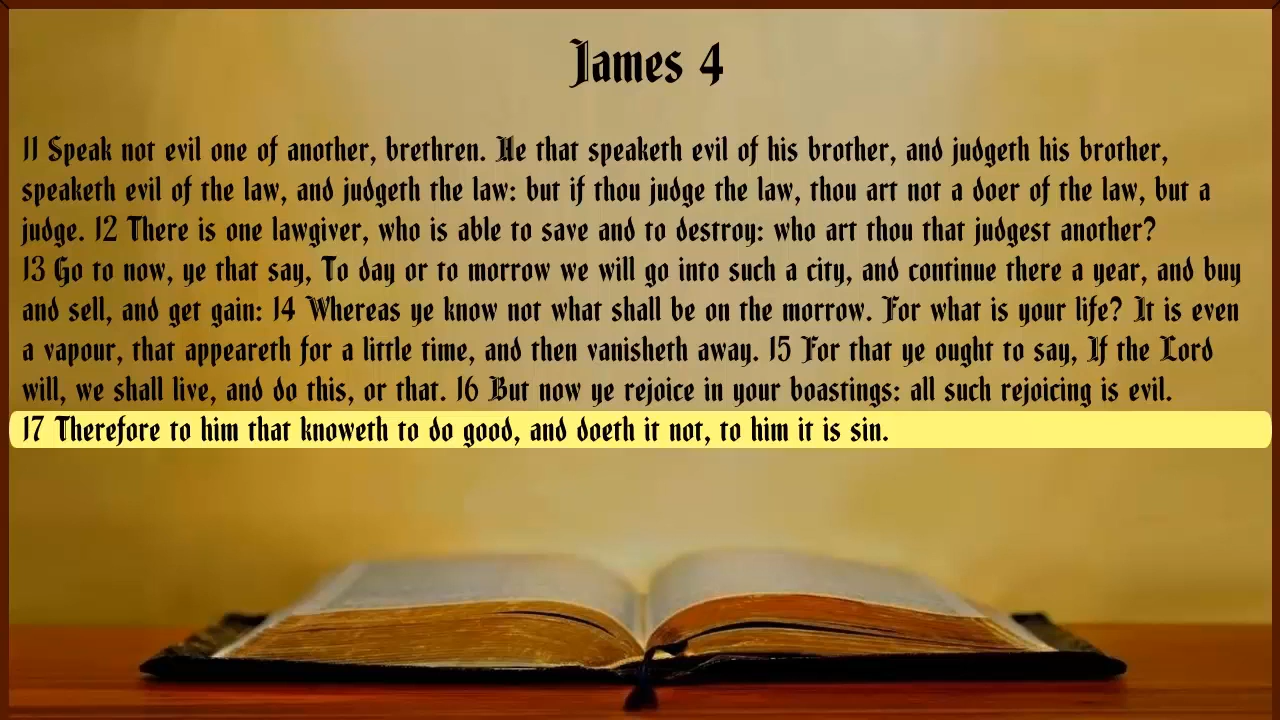 James 4
11 Speak not evil one of another, brethren. He that speaketh evil of his brother, and judgeth his brother,
speaketh evil of the law, and judgeth the law: but if thou judge the law, thou art not a doer of the law, but a
judge. 12 There is one lawgiver, who is able to save and to destroy: who art thou that judgest another?
13 Go to now, ye that say, To day or to morrow we will go into such a city, and continue there a year, and buy
and sell, and get gain: 14 Whereas ye know not what shall be on the morrow. For what is your life? It is even
a vapour, that appeareth for a little time, and then vanisheth away. 15 For that ye ought to say, If the Lord
will, we shall live, and do this, or that. 16 But now ye rejoice in your boastings: all such rejoicing is evil.
17 Therefore to him that knoweth to do good, and doeth it not, to him it is sin.